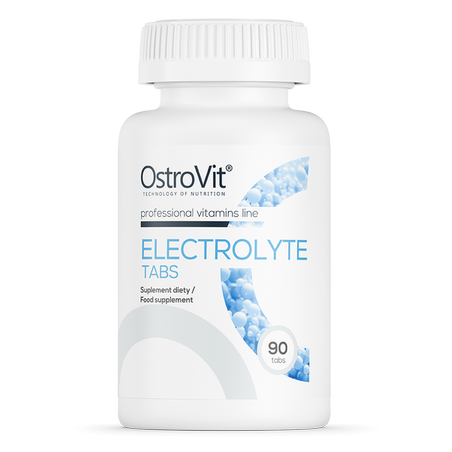 OstroVit®
TECHNOLOGY OF NUTRITION
professional vitamins line
ELECTROLYTE
TABS
Suplement diety /
Food supplement
90
tabs